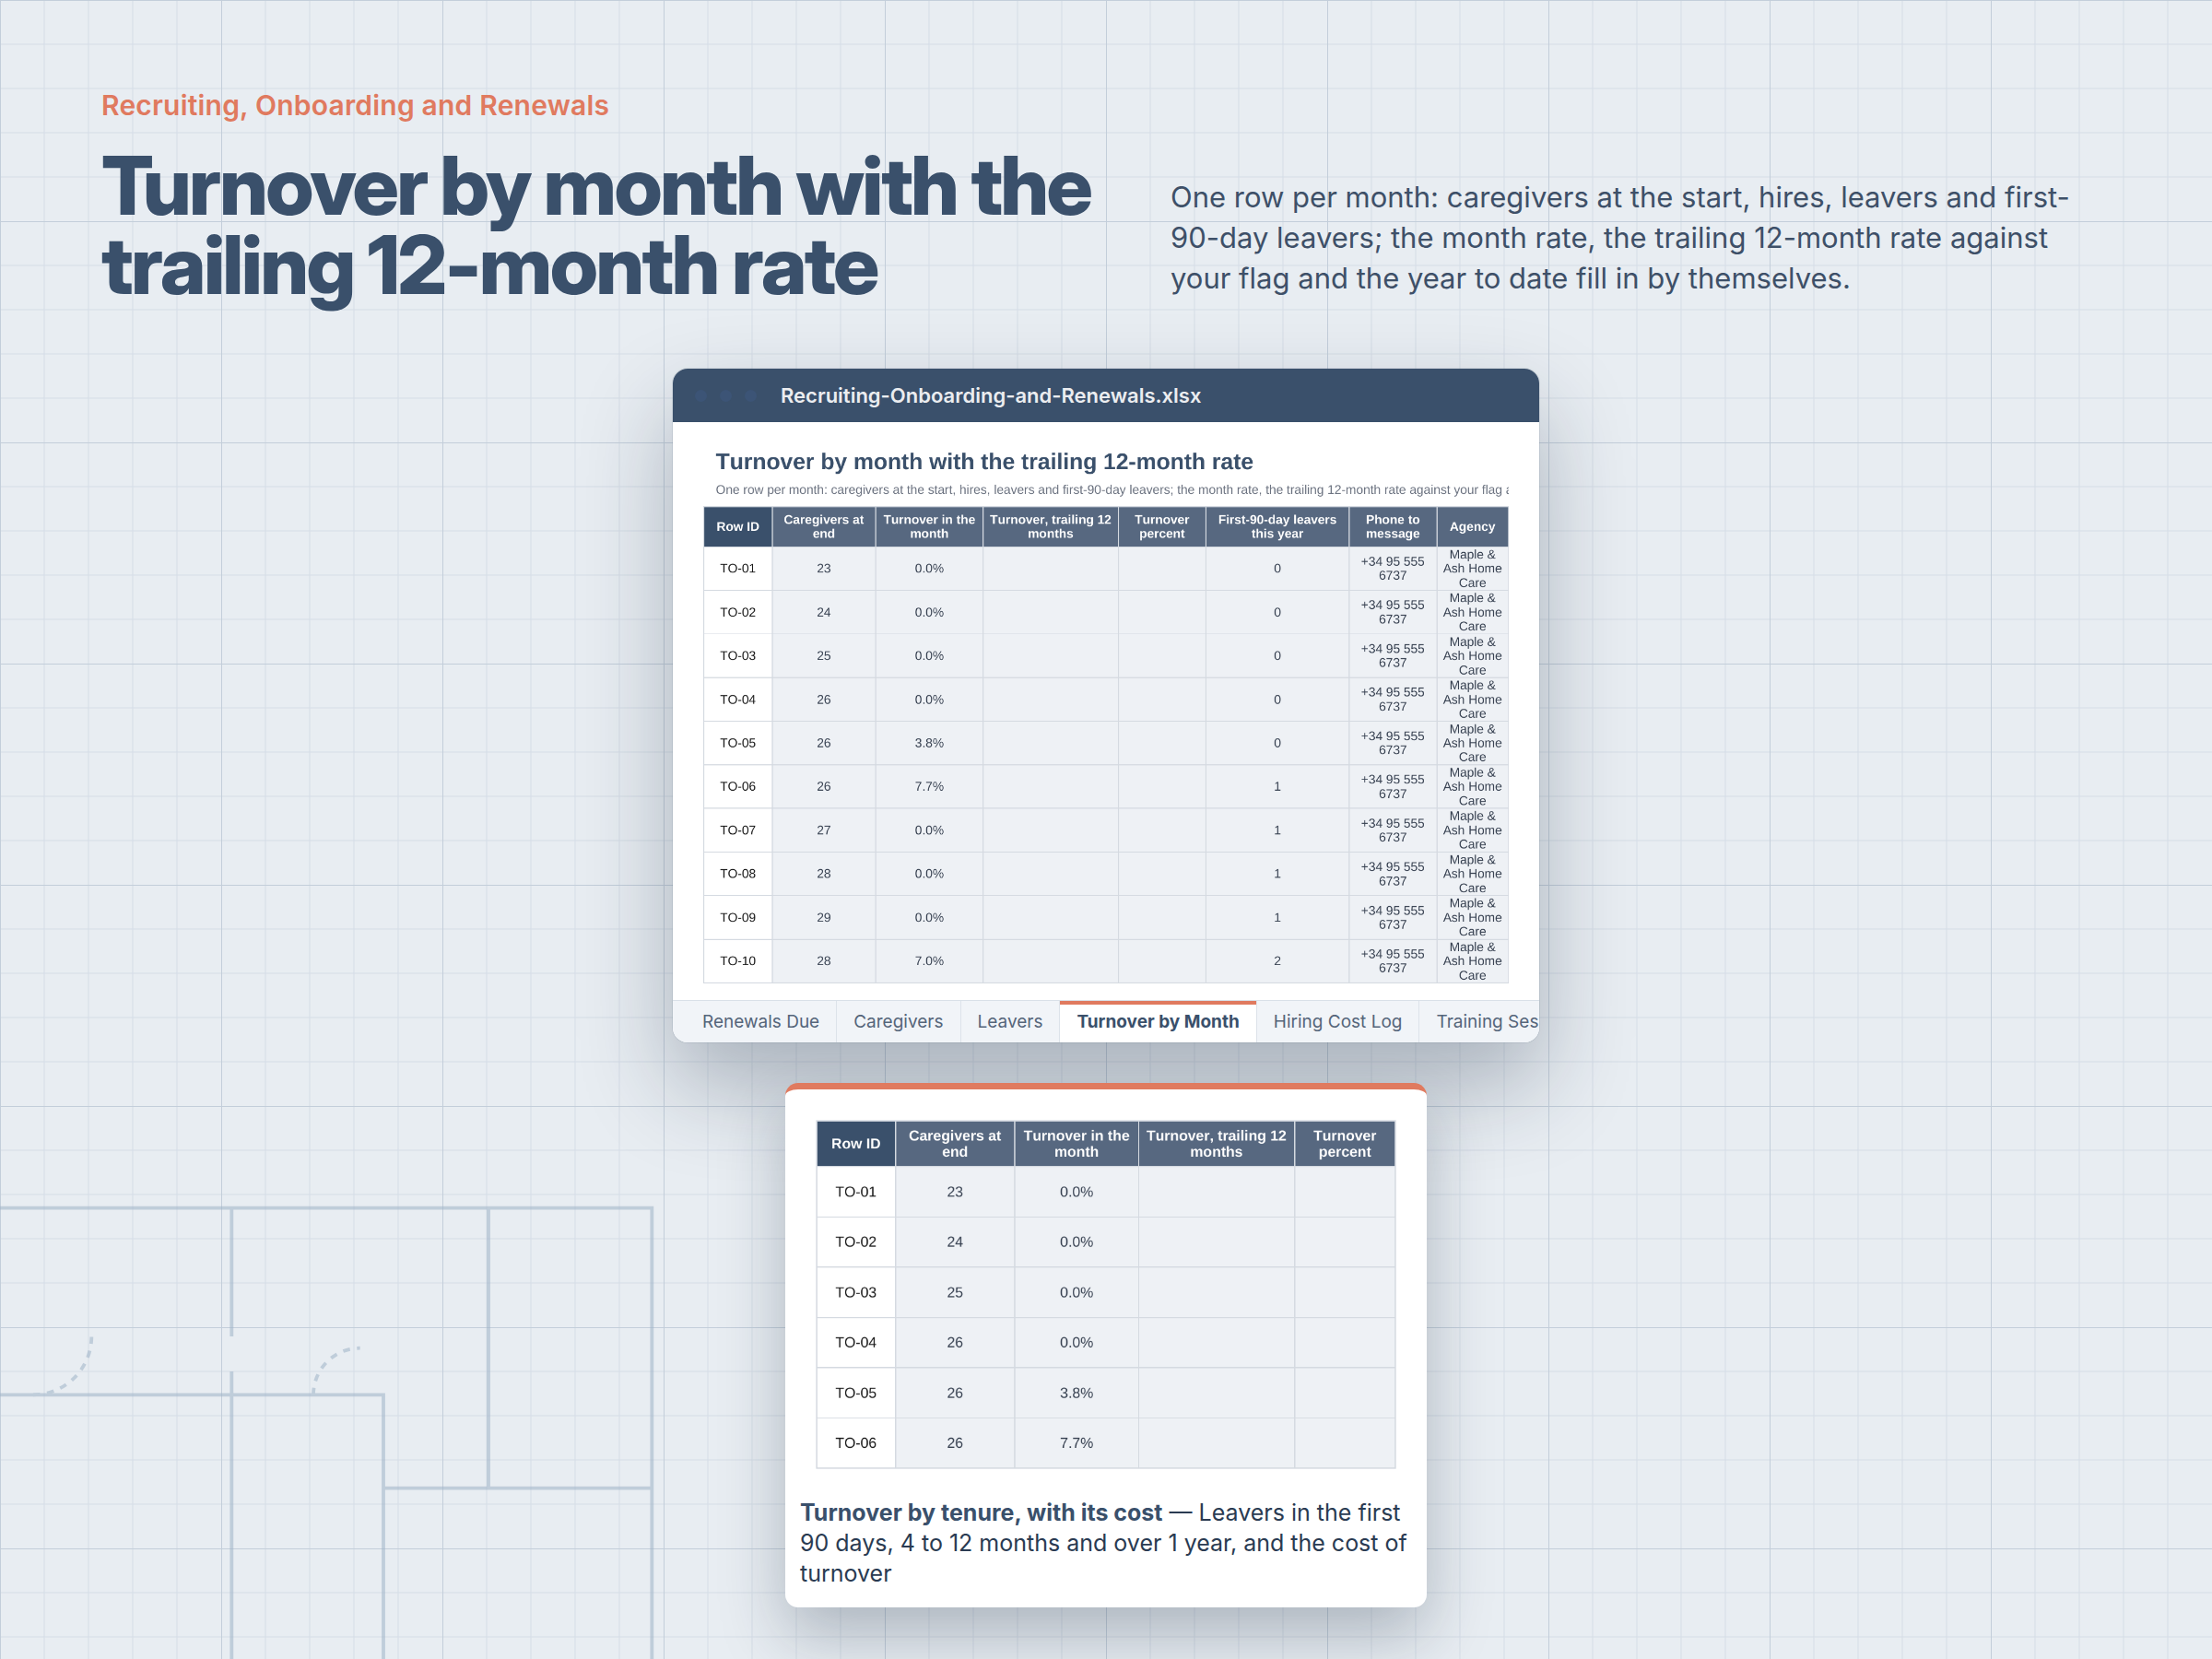 Recruiting, Onboarding and Renewals
Turnover by month with the
trailing 12-month rate
One row per month: caregivers at the start, hires, leavers and first-
90-day leavers; the month rate, the trailing 12-month rate against
your flag and the year to date fill in by themselves.
Recruiting-Onboarding-and-Renewals.xlsx
Turnover by month with the trailing 12-month rate
One row per month: caregivers at the start, hires, leavers and first-90-day leavers; the month rate, the trailing 12-month rate against your flag
Row ID Caregivers at end Turnover in the month Turnover, trailing 12 months Turnover percent First-90-day leavers this year Phone to message Agency
TO-01 23 0.0% 0 +34 95 555 6737 Maple & Ash Home Care
TO-02 24 0.0% 0 +34 95 555 6737 Maple & Ash Home Care
TO-03 25 0.0% 0 +34 95 555 6737 Maple & Ash Home Care
TO-04 26 0.0% 0 +34 95 555 6737 Maple & Ash Home Care
TO-05 26 3.8% 0 +34 95 555 6737 Maple & Ash Home Care
TO-06 26 7.7% 1 +34 95 555 6737 Maple & Ash Home Care
TO-07 27 0.0% 1 +34 95 555 6737 Maple & Ash Home Care
TO-08 28 0.0% 1 +34 95 555 6737 Maple & Ash Home Care
TO-09 29 0.0% 1 +34 95 555 6737 Maple & Ash Home Care
TO-10 28 7.0% 2 +34 95 555 6737 Maple & Ash Home Care
Renewals Due Caregivers Leavers Turnover by Month Hiring Cost Log Training Ses
Row ID Caregivers at end Turnover in the month Turnover, trailing 12 months Turnover percent
TO-01 23 0.0%
TO-02 24 0.0%
TO-03 25 0.0%
TO-04 26 0.0%
TO-05 26 3.8%
TO-06 26 7.7%
Turnover by tenure, with its cost — Leavers in the first
90 days, 4 to 12 months and over 1 year, and the cost of
turnover